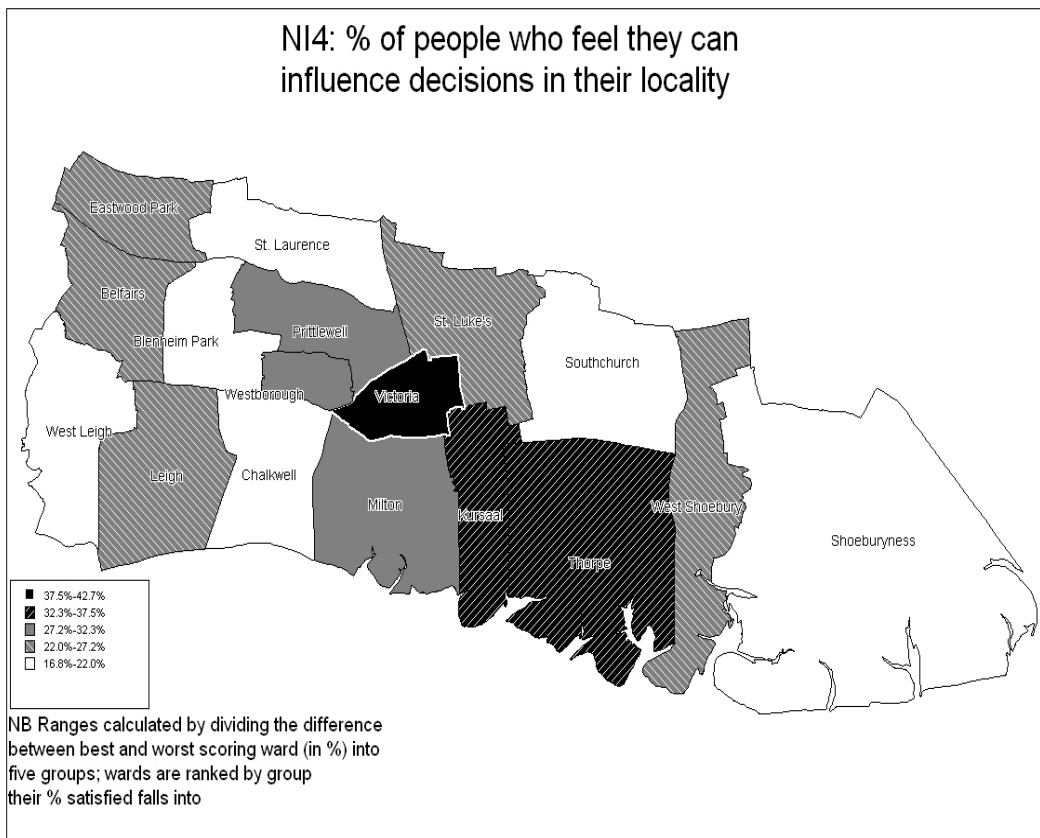 NI4: % of people who feel they can
influence decisions in their locality
Eastwood Park
St. Laurence
Belfairs
Prittlewell
St. Luke's
Blenheim Park
Southchurch
Westborough
Victoria
West Leigh
Leigh
Chalkwell
Milton
Kursaal
West Shoebury
Shoeburyness
Thorpe
37.5%-42.7%
32.3%-37.5%
27.2%-32.3%
22.0%-27.2%
16.8%-22.0%
NB Ranges calculated by dividing the difference
between best and worst scoring ward (in %) into
five groups; wards are ranked by group
their % satisfied falls into